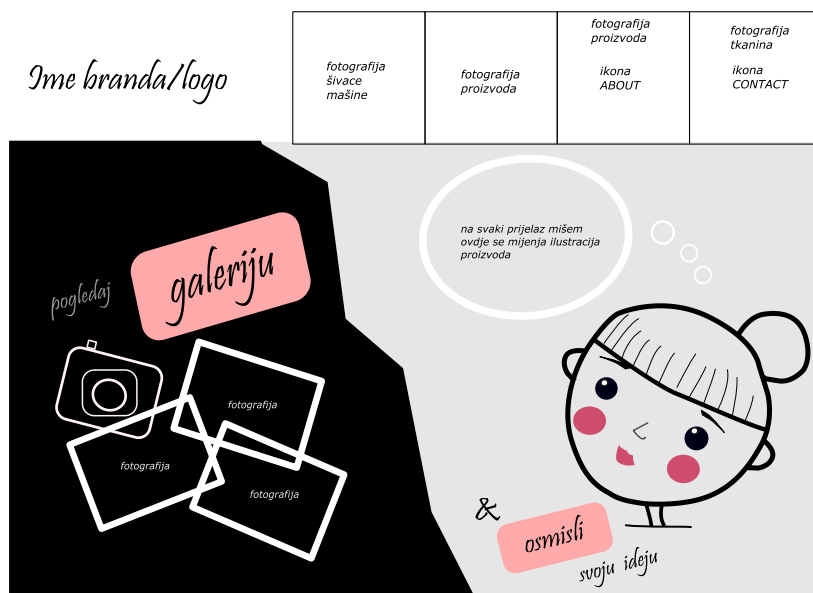 Ime branda/logo
fotografija
šivace
mašine
fotografija
proizvoda
fotografija
proizvoda
ikona
ABOUT
fotografija
tkanina
ikona
CONTACT
na svaki prijelaz mišem
ovdje se mijenja ilustracija
proizvoda
pogledaj
galeriju
fotografija
fotografija
fotografija
&
osmisli
svoju ideju